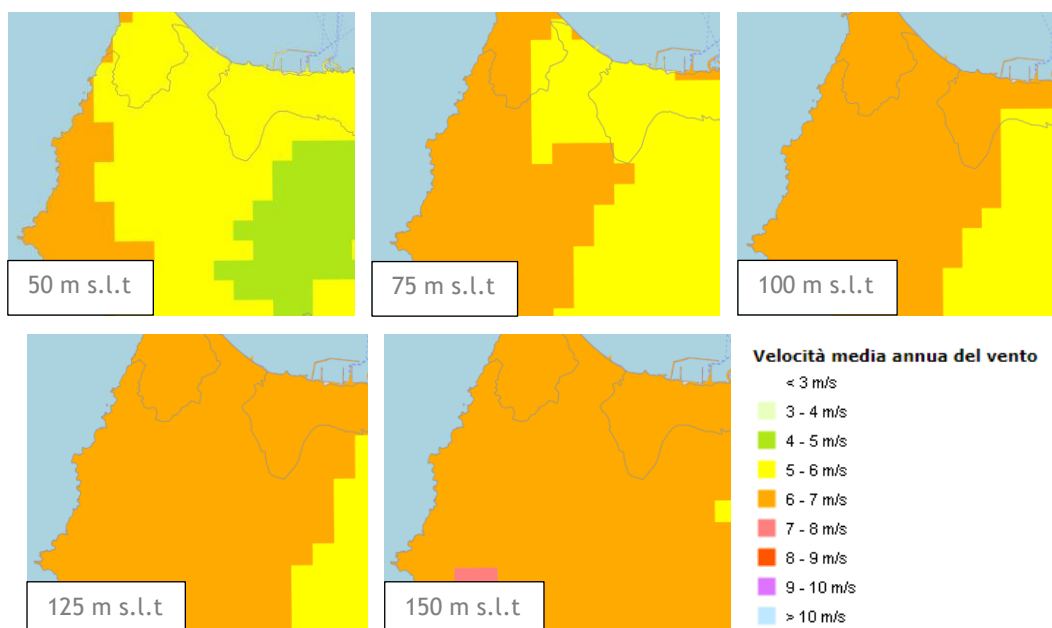 50 m s.l.t
75 m s.l.t
100 m s.l.t
125 m s.l.t
150 m s.l.t
Velocità media annua del vento
< 3 m/s
3 - 4 m/s
4 - 5 m/s
5 - 6 m/s
6 - 7 m/s
7 - 8 m/s
8 - 9 m/s
9 - 10 m/s
> 10 m/s